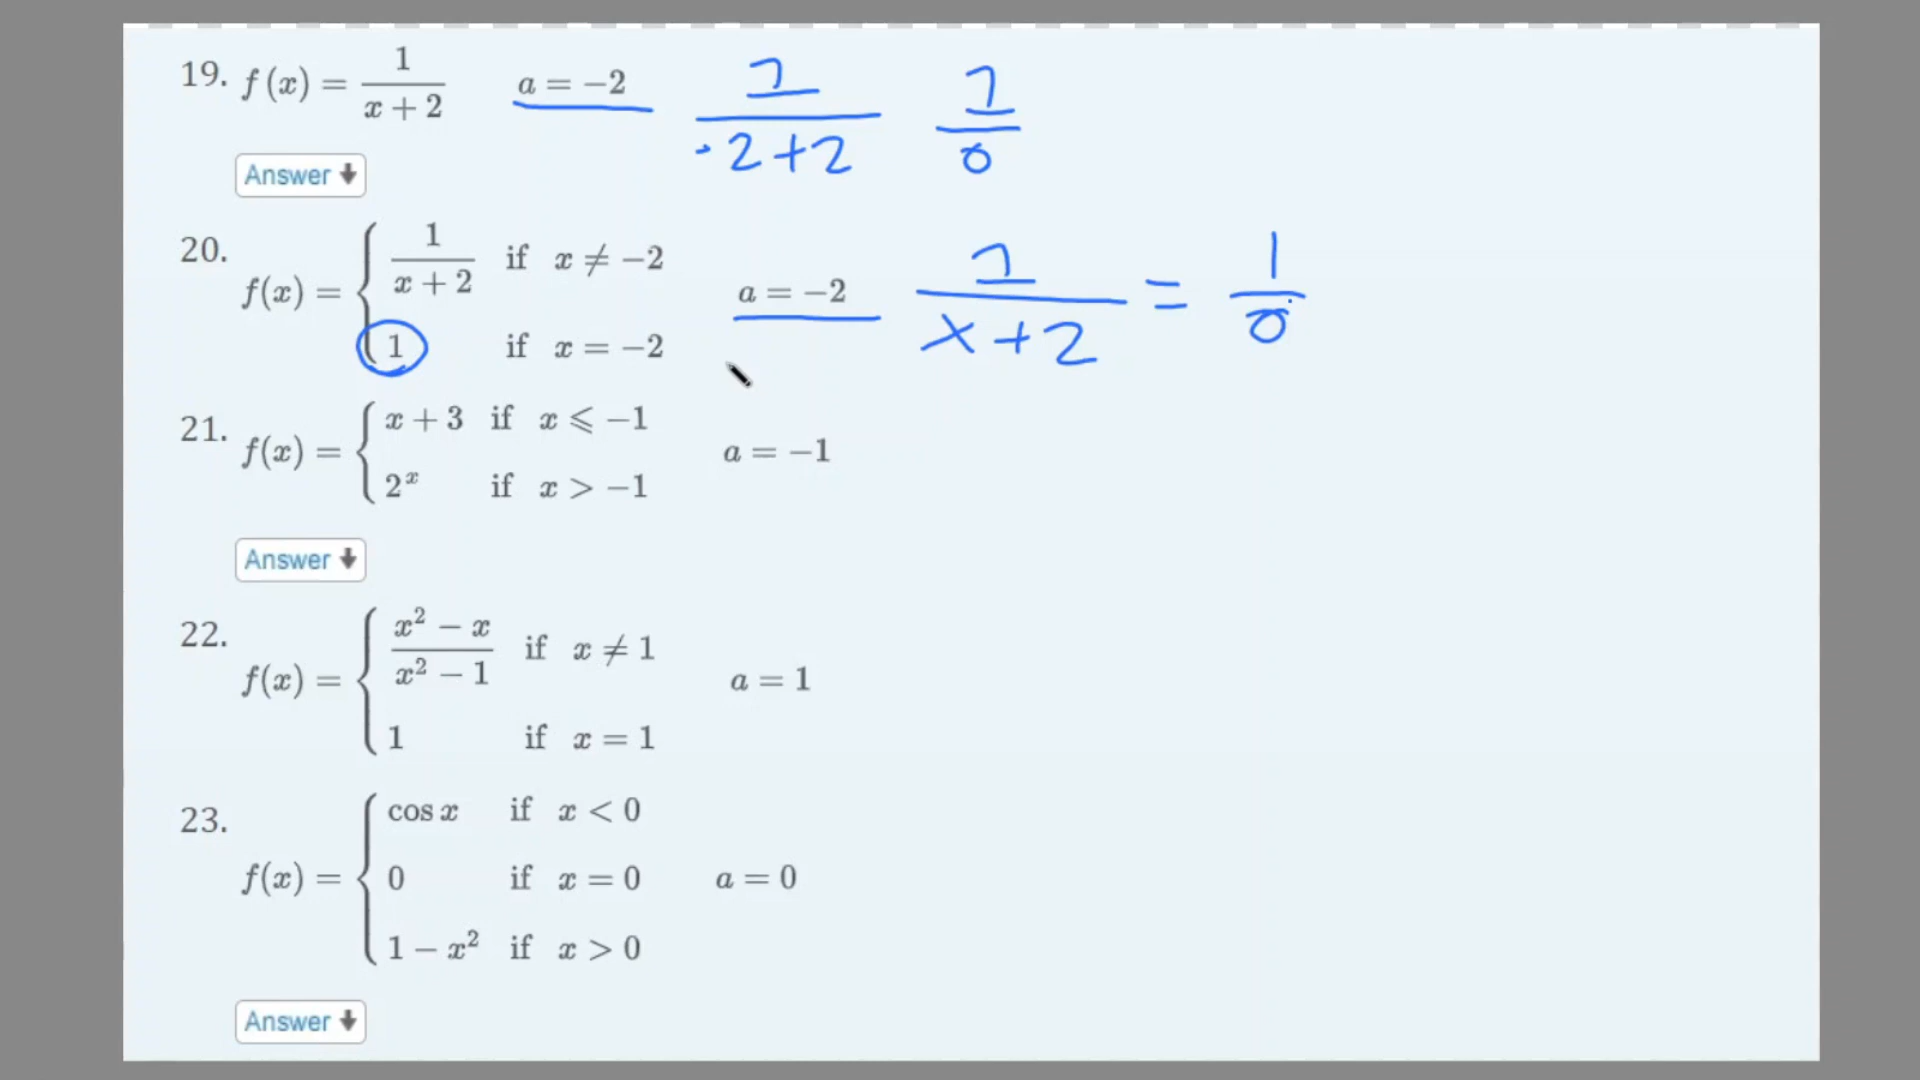 19. f(x) = 1/(x + 2)  a = −2  1/(-2+2)  1/0
Answer
20. f(x) = { 1/(x + 2) if x ≠ −2
1 if x = −2  a = −2  1/(x+2) = 1/0
21. f(x) = { x + 3 if x ⩽ −1
2^x if x > −1  a = −1
Answer
22. f(x) = { (x² − x)/(x² − 1) if x ≠ 1
1 if x = 1  a = 1
23. f(x) = { cos x if x < 0
0 if x = 0  a = 0
1 − x² if x > 0
Answer